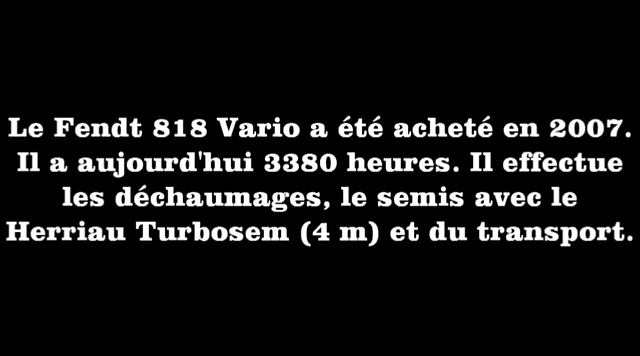 Le Fendt 818 Vario a été acheté en 2007.
Il a aujourd'hui 3380 heures. Il effectue
les déchaumages, le semis avec le
Herriau Turbosem (4 m) et du transport.